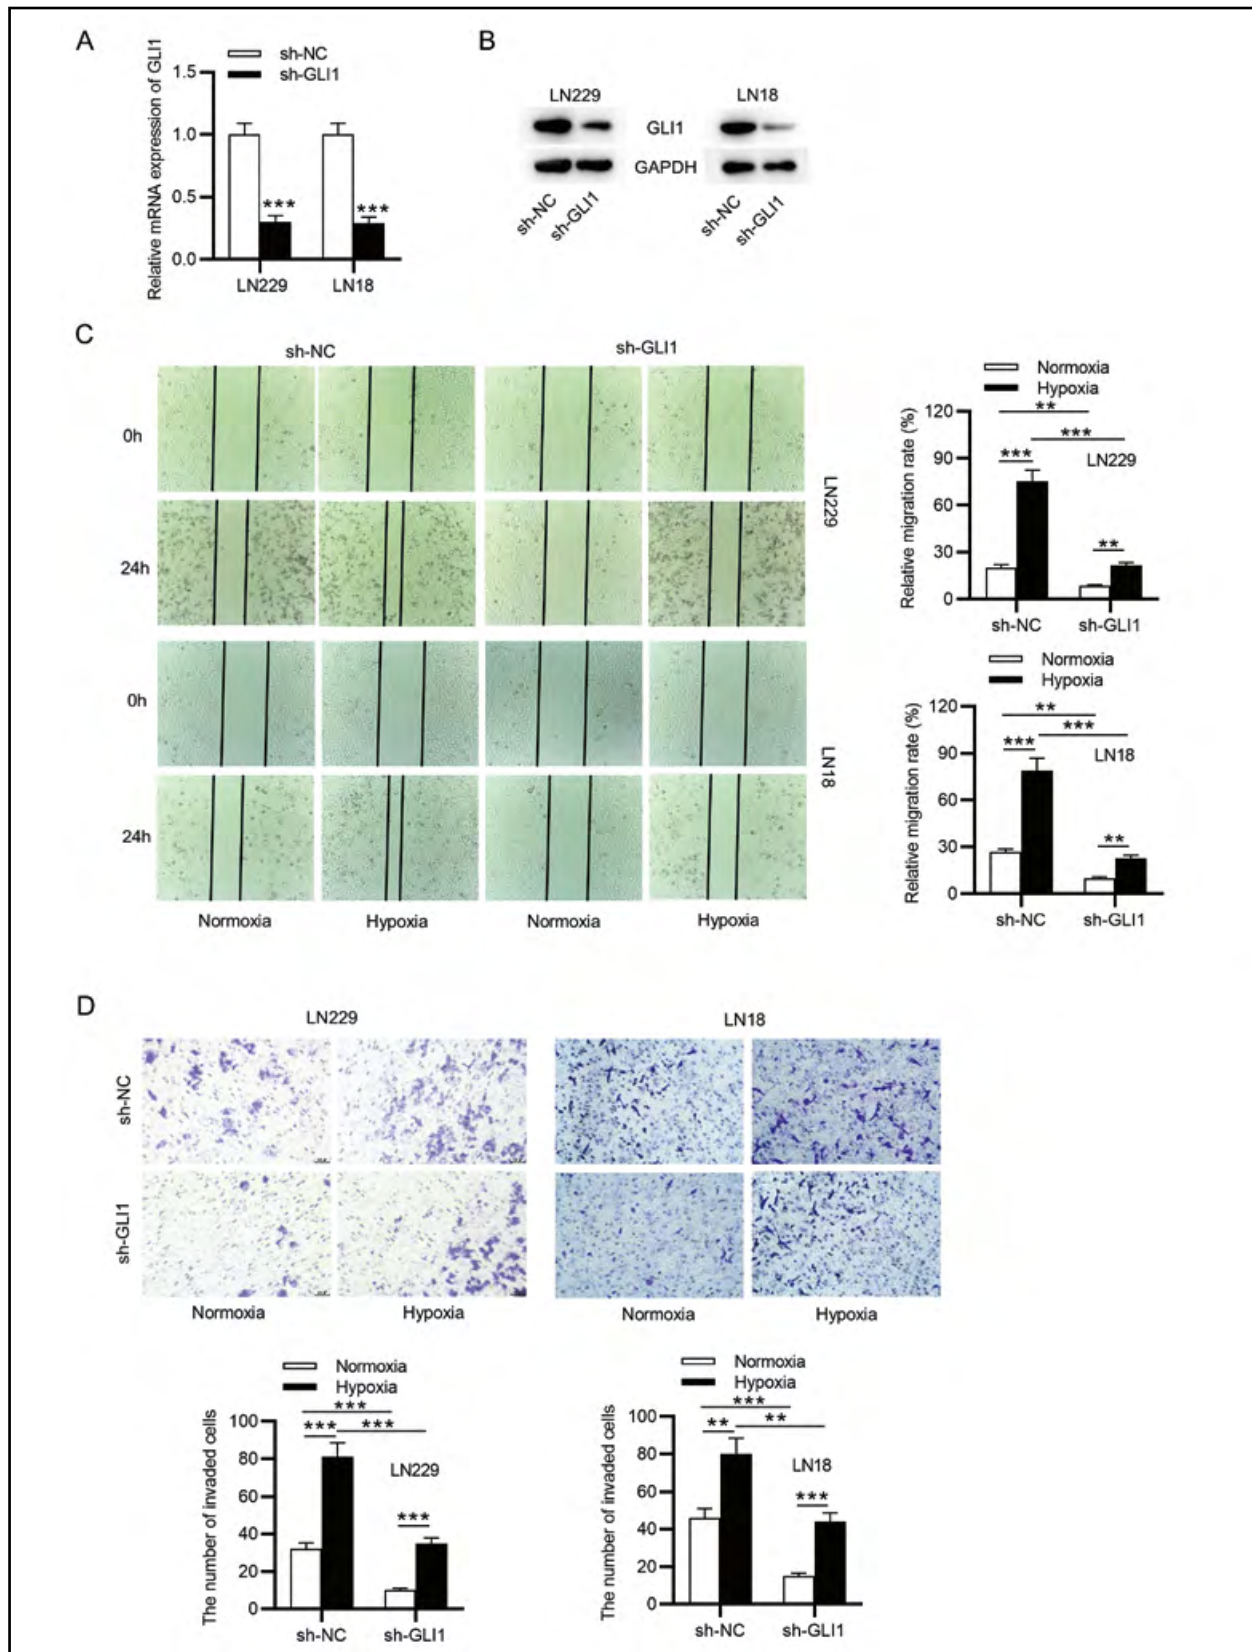 A
sh-NC
sh-GLI1
Relative mRNA expression of GLI1
1.5
1.0
0.5
0.0
***
***
LN229
LN18
B
LN229
LN18
GLI1
GAPDH
sh-NC
sh-GLI1
sh-NC
sh-GLI1
C
sh-NC
sh-GLI1
0h
24h
LN229
0h
24h
LN18
Normoxia
Hypoxia
Normoxia
Hypoxia
Normoxia
Hypoxia
Relative migration rate (%)
120
90
60
30
0
**
***
***
LN229
**
sh-NC
sh-GLI1
Normoxia
Hypoxia
Relative migration rate (%)
120
90
60
30
0
**
***
***
LN18
**
sh-NC
sh-GLI1
D
LN229
LN18
sh-NC
sh-GLI1
Normoxia
Hypoxia
Normoxia
Hypoxia
Normoxia
Hypoxia
The number of invaded cells
100
80
60
40
20
0
***
***
***
LN229
***
sh-NC
sh-GLI1
Normoxia
Hypoxia
The number of invaded cells
100
80
60
40
20
0
***
**
**
LN18
***
sh-NC
sh-GLI1